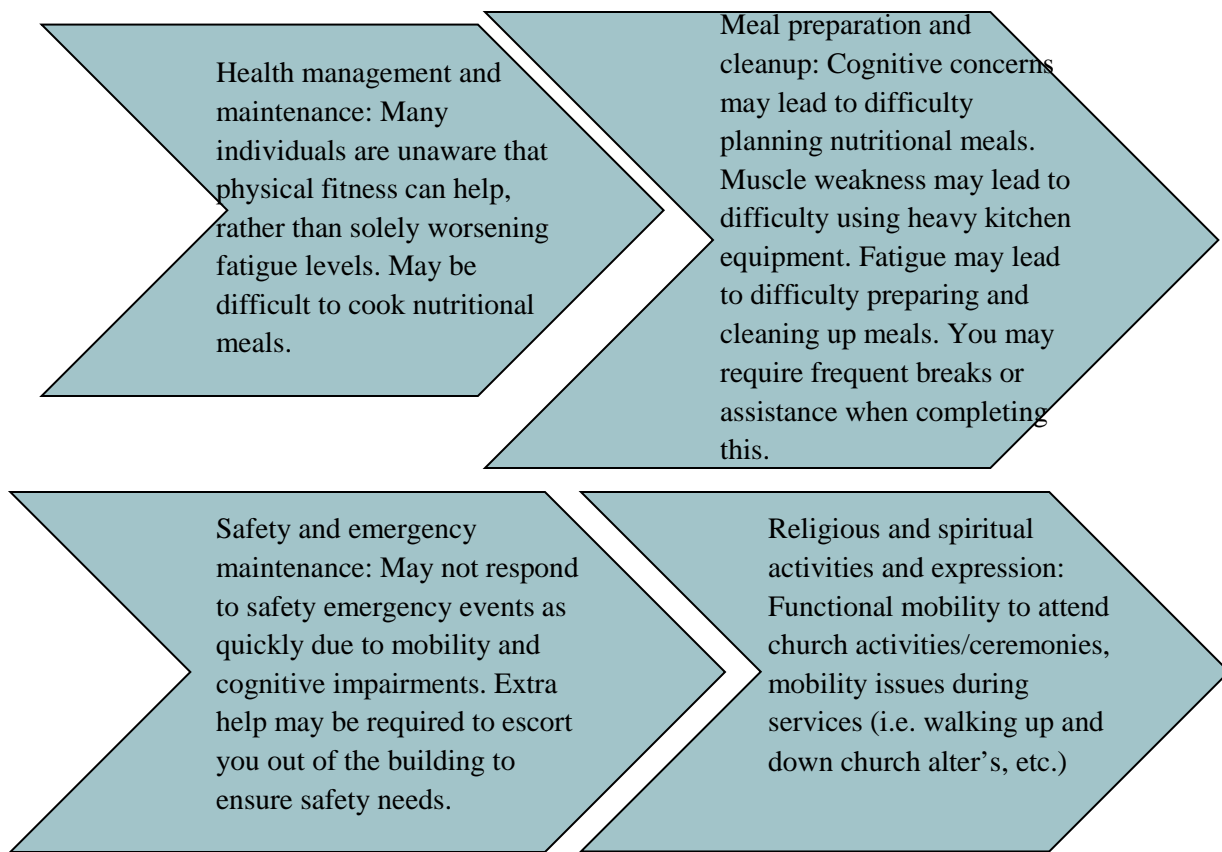 Health management and
maintenance: Many
individuals are unaware that
physical fitness can help,
rather than solely worsening
fatigue levels. May be
difficult to cook nutritional
meals.
Meal preparation and
cleanup: Cognitive concerns
may lead to difficulty
planning nutritional meals.
Muscle weakness may lead to
difficulty using heavy kitchen
equipment. Fatigue may lead
to difficulty preparing and
cleaning up meals. You may
require frequent breaks or
assistance when completing
this.
Safety and emergency
maintenance: May not respond
to safety emergency events as
quickly due to mobility and
cognitive impairments. Extra
help may be required to escort
you out of the building to
ensure safety needs.
Religious and spiritual
activities and expression:
Functional mobility to attend
church activities/ceremonies,
mobility issues during
services (i.e. walking up and
down church alter’s, etc.)